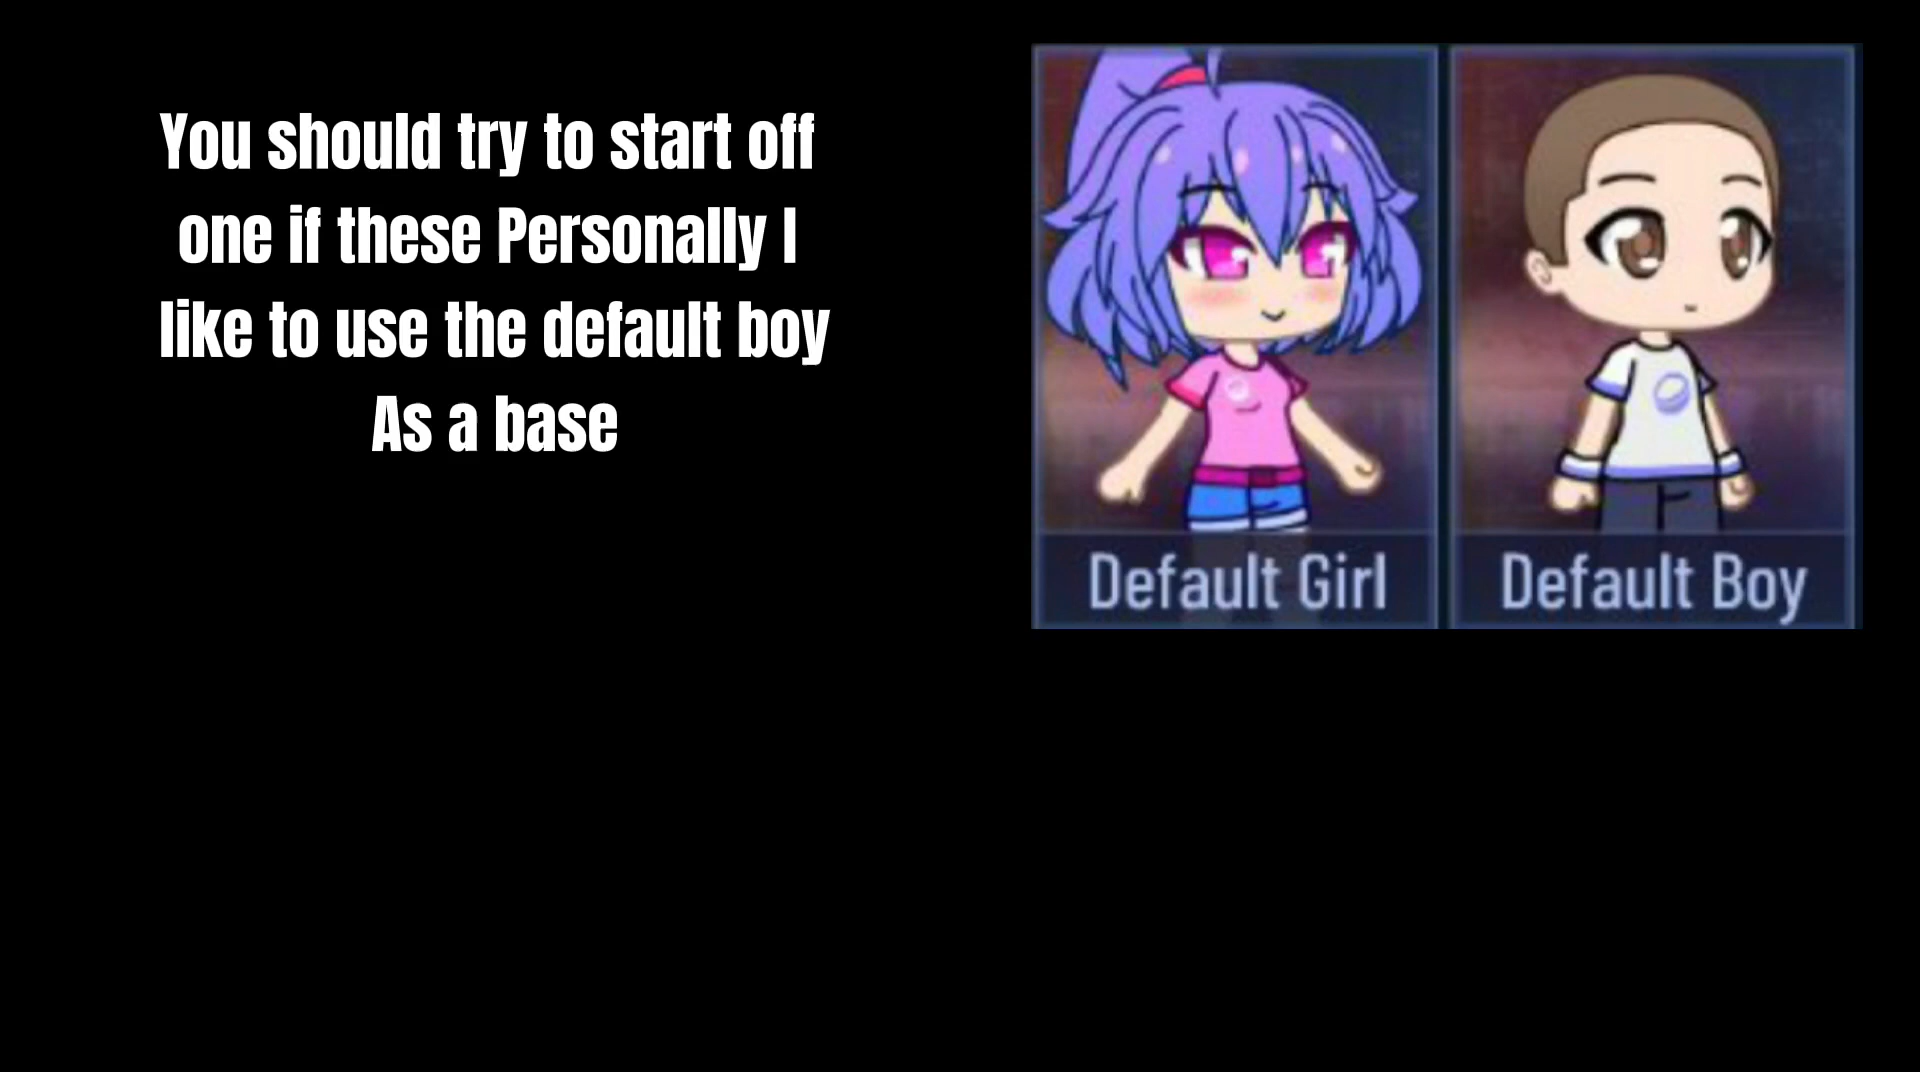 You should try to start off
one if these Personally I
like to use the default boy
As a base
Default Girl
Default Boy